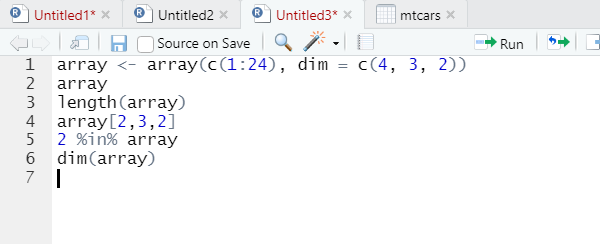 Untitled1* Untitled2 Untitled3* mtcars
Source on Save Run
1 array <- array(c(1:24), dim = c(4, 3, 2))
2 array
3 length(array)
4 array[2,3,2]
5 2 %in% array
6 dim(array)
7